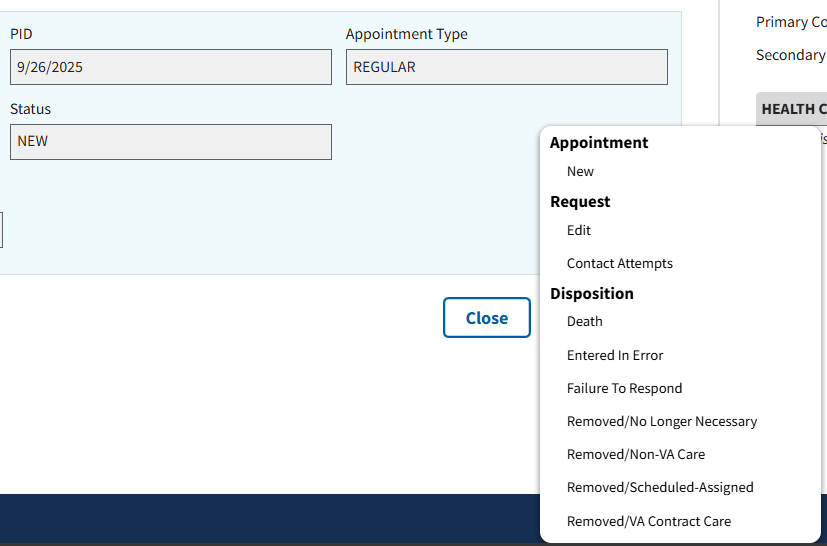 PID
Appointment Type
9/26/2025
REGULAR
Status
NEW
Close
Primary Co
Secondary
HEALTH C
Appointment
New
Request
Edit
Contact Attempts
Disposition
Death
Entered In Error
Failure To Respond
Removed/No Longer Necessary
Removed/Non-VA Care
Removed/Scheduled-Assigned
Removed/VA Contract Care